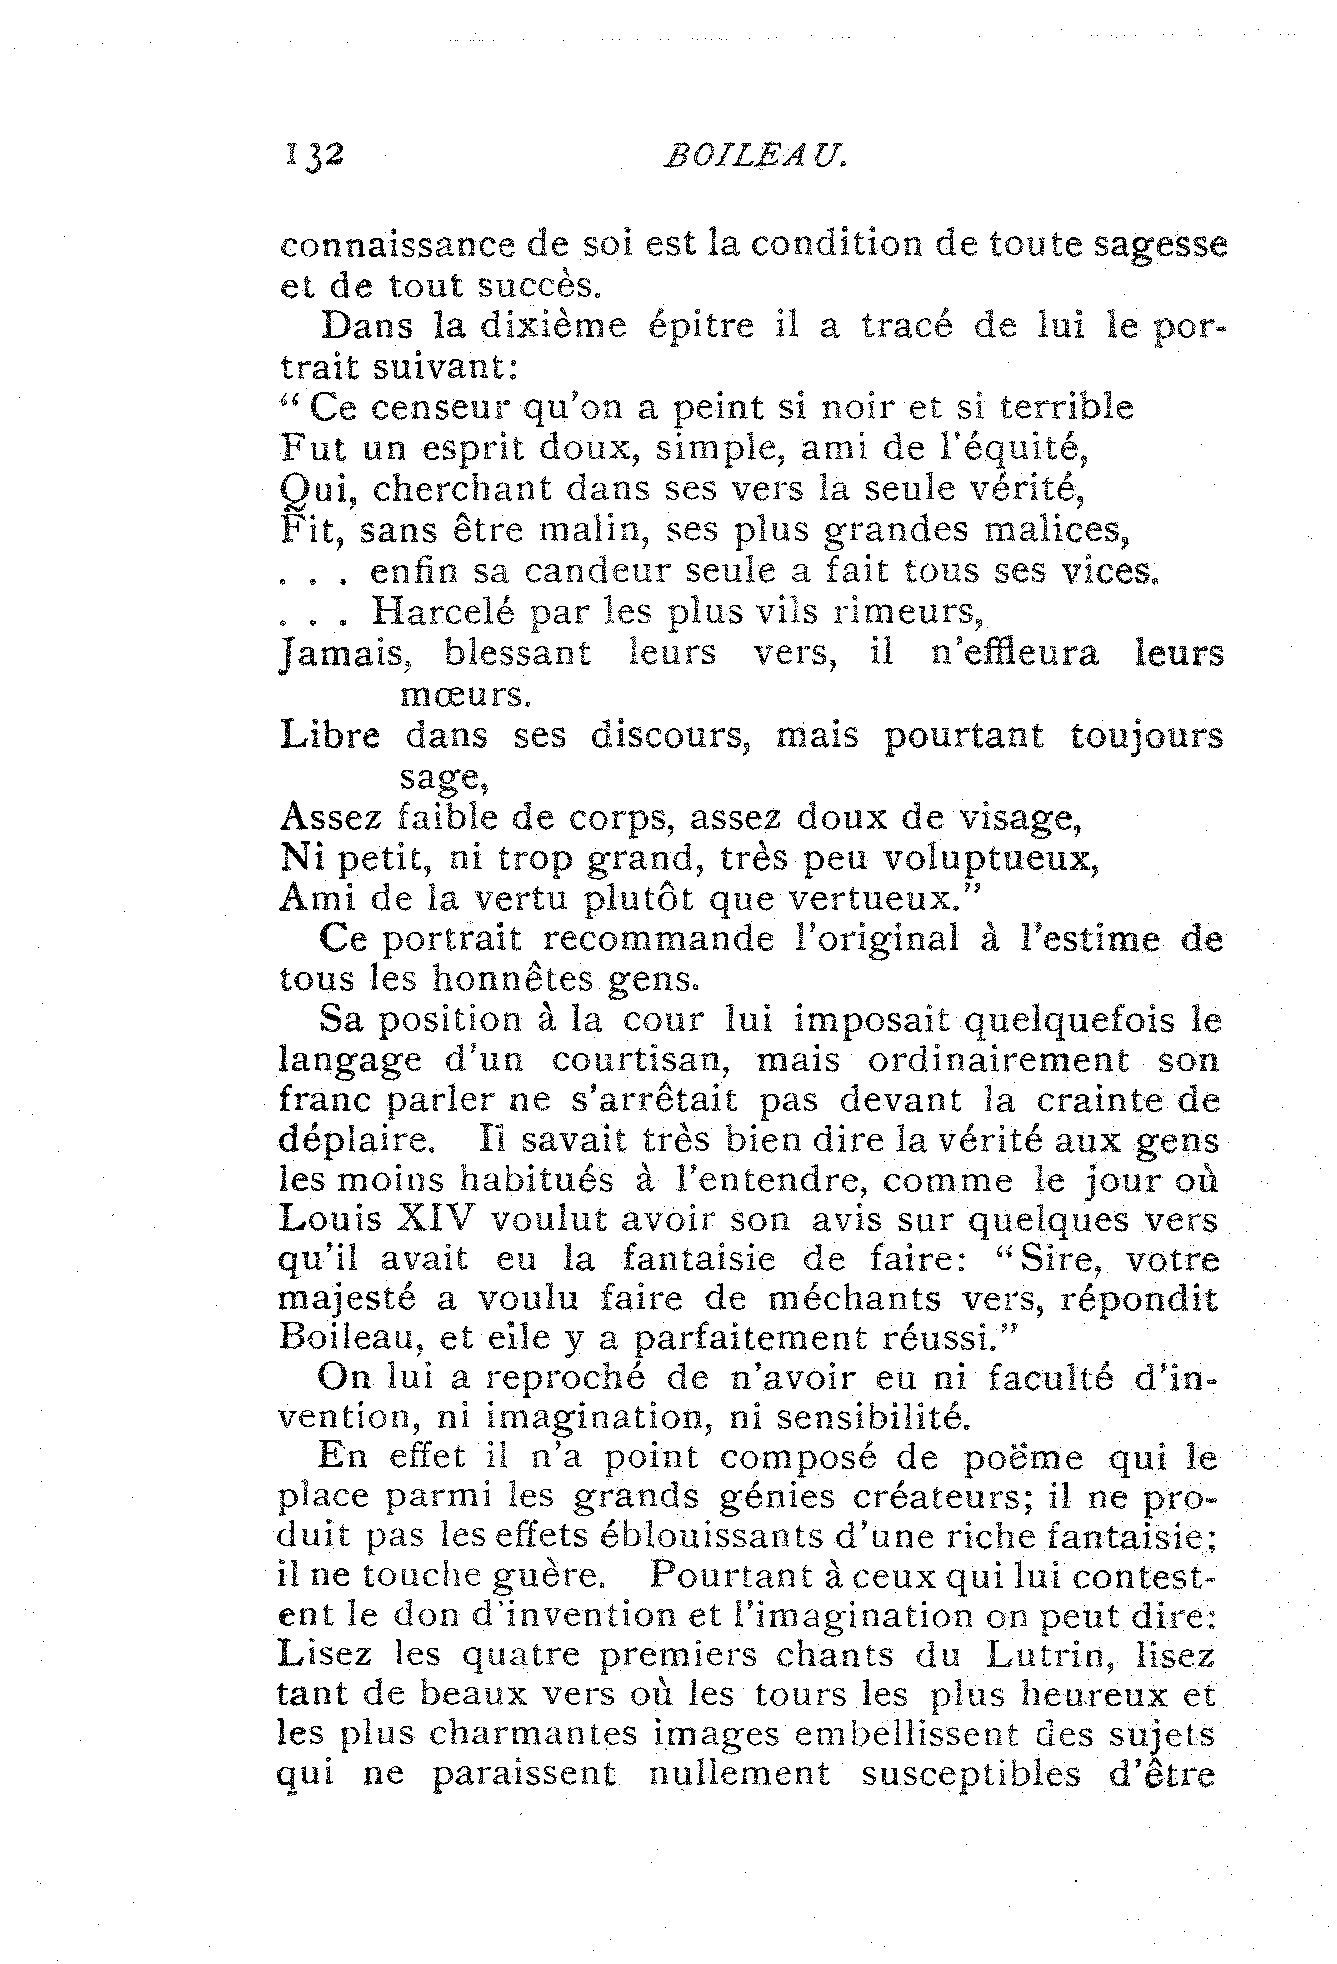 132 BOILEAU.
connaissance de soi est la condition de toute sagesse
et de tout succès.
Dans la dixième épitre il a tracé de lui le por-
trait suivant:
“Ce censeur qu'on a peint si noir et si terrible
Fut un esprit doux, simple, ami de l'équité,
Qui, cherchant dans ses vers la seule vérité,
Fit, sans être malin, ses plus grandes malices,
. . . enfin sa candeur seule a fait tous ses vices.
. . . Harcelé par les plus vils rimeurs,
Jamais, blessant leurs vers, il n'effleura leurs
mœurs.
Libre dans ses discours, mais pourtant toujours
sage,
Assez faible de corps, assez doux de visage,
Ni petit, ni trop grand, très peu voluptueux,
Ami de la vertu plutôt que vertueux.”
Ce portrait recommande l'original à l'estime de
tous les honnêtes gens.
Sa position à la cour lui imposait quelquefois le
langage d'un courtisan, mais ordinairement son
franc parler ne s'arrêtait pas devant la crainte de
déplaire. Il savait très bien dire la vérité aux gens
les moins habitués à l'entendre, comme le jour où
Louis XIV voulut avoir son avis sur quelques vers
qu'il avait eu la fantaisie de faire: “Sire, votre
majesté a voulu faire de méchants vers, répondit
Boileau, et elle y a parfaitement réussi.”
On lui a reproché de n'avoir eu ni faculté d'in-
vention, ni imagination, ni sensibilité.
En effet il n'a point composé de poëme qui le
place parmi les grands génies créateurs; il ne pro-
duit pas les effets éblouissants d'une riche fantaisie;
il ne touche guère. Pourtant à ceux qui lui contest-
ent le don d'invention et l'imagination on peut dire:
Lisez les quatre premiers chants du Lutrin, lisez
tant de beaux vers où les tours les plus heureux et
les plus charmantes images embellissent des sujets
qui ne paraissent nullement susceptibles d'être